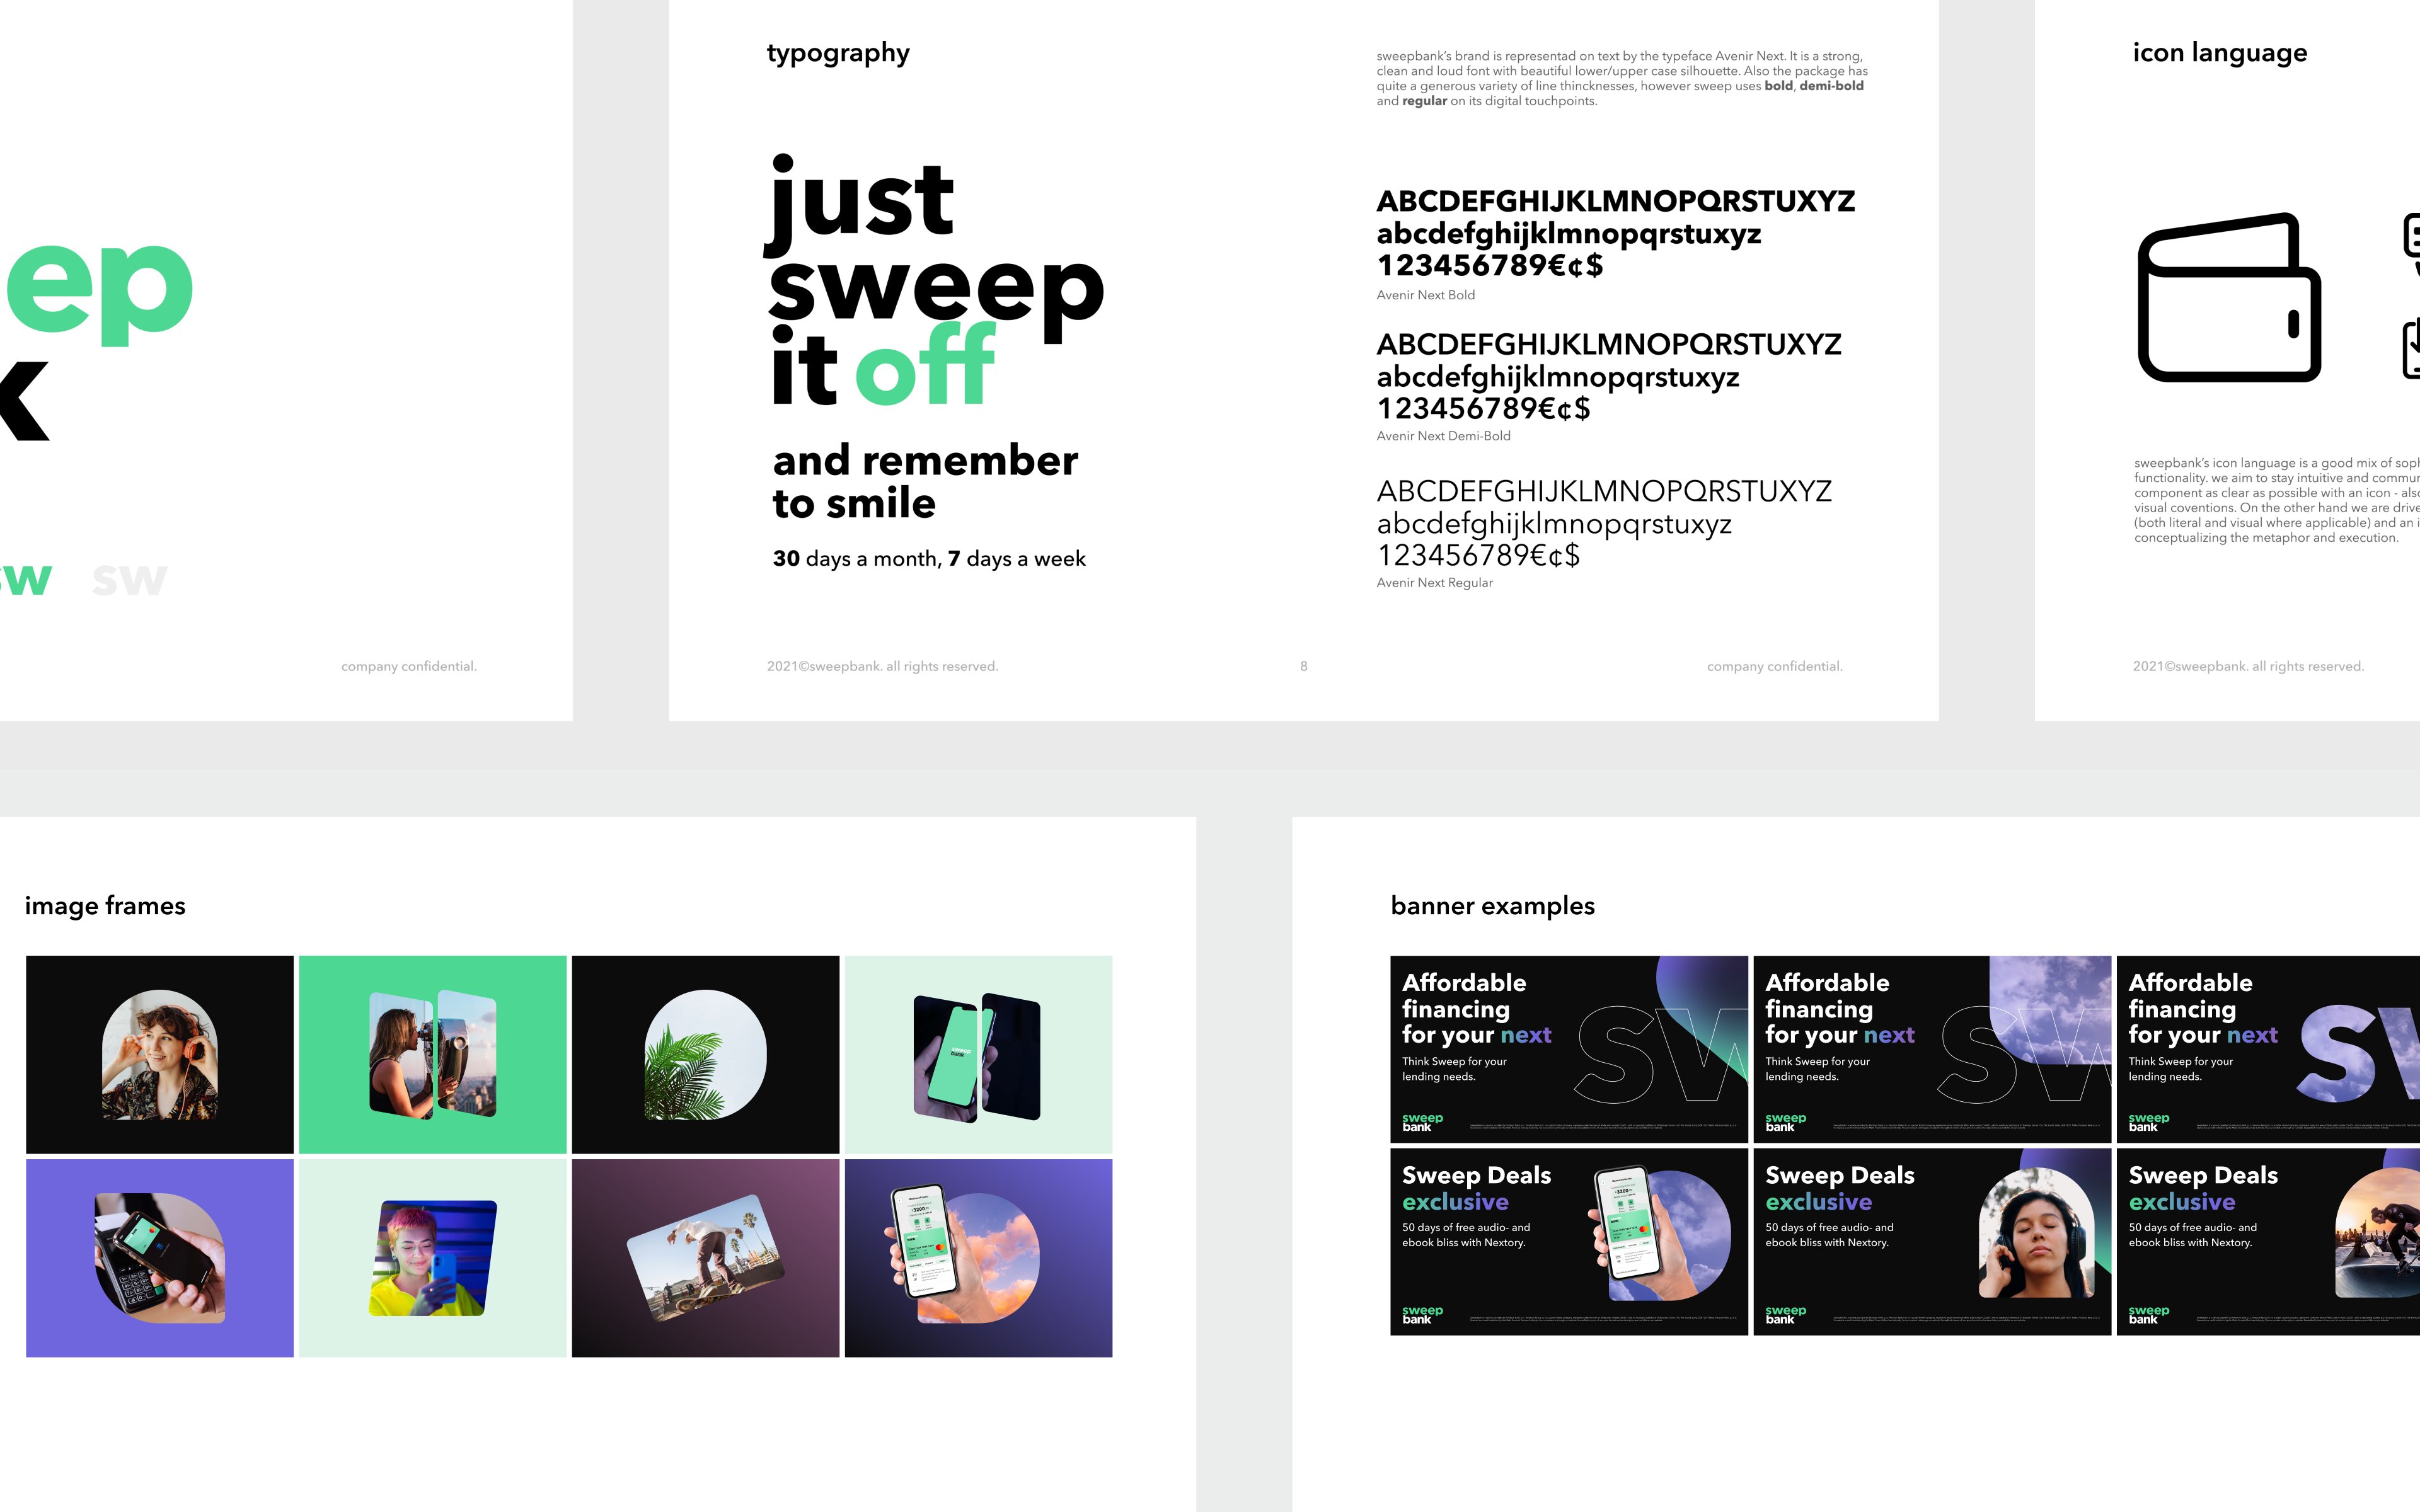 ep
k
sw
sw
company confidential.
typography
sweepbank's brand is representad on text by the typeface Avenir Next. It is a strong,
clean and loud font with beautiful lower/upper case silhouette. Also the package has
quite a generous variety of line thincknesses, however sweep uses bold, demi-bold
and regular on its digital touchpoints.
just
sweep
it off
and remember
to smile
30 days a month, 7 days a week
ABCDEFGHIJKLMNOPQRSTUXYZ
abcdefghijklmnopqrstuxyz
123456789€¢$
Avenir Next Bold
ABCDEFGHIJKLMNOPQRSTUXYZ
abcdefghijklmnopqrstuxyz
123456789€¢$
Avenir Next Demi-Bold
ABCDEFGHIJKLMNOPQRSTUXYZ
abcdefghijklmnopqrstuxyz
123456789€¢$
Avenir Next Regular
2021©sweepbank. all rights reserved.
8
company confidential.
icon language
sweepbank's icon language is a good mix of soph
functionality. we aim to stay intuitive and commun
component as clear as possible with an icon - also
visual coventions. On the other hand we are drive
(both literal and visual where applicable) and an i
conceptualizing the metaphor and execution.
2021©sweepbank. all rights reserved.
image frames
sweep
bank
banner examples
Affordable
financing
for your next
Think Sweep for your
lending needs.
sw
sweep
bank
Affordable
financing
for your next
Think Sweep for your
lending needs.
sw
sweep
bank
Affordable
financing
for your next
Think Sweep for your
lending needs.
sw
sweep
bank
Sweep Deals
exclusive
50 days of free audio- and
ebook bliss with Nextory.
sweep
bank
Sweep Deals
exclusive
50 days of free audio- and
ebook bliss with Nextory.
sweep
bank
Sweep Deals
exclusive
50 days of free audio- and
ebook bliss with Nextory.
sweep
bank